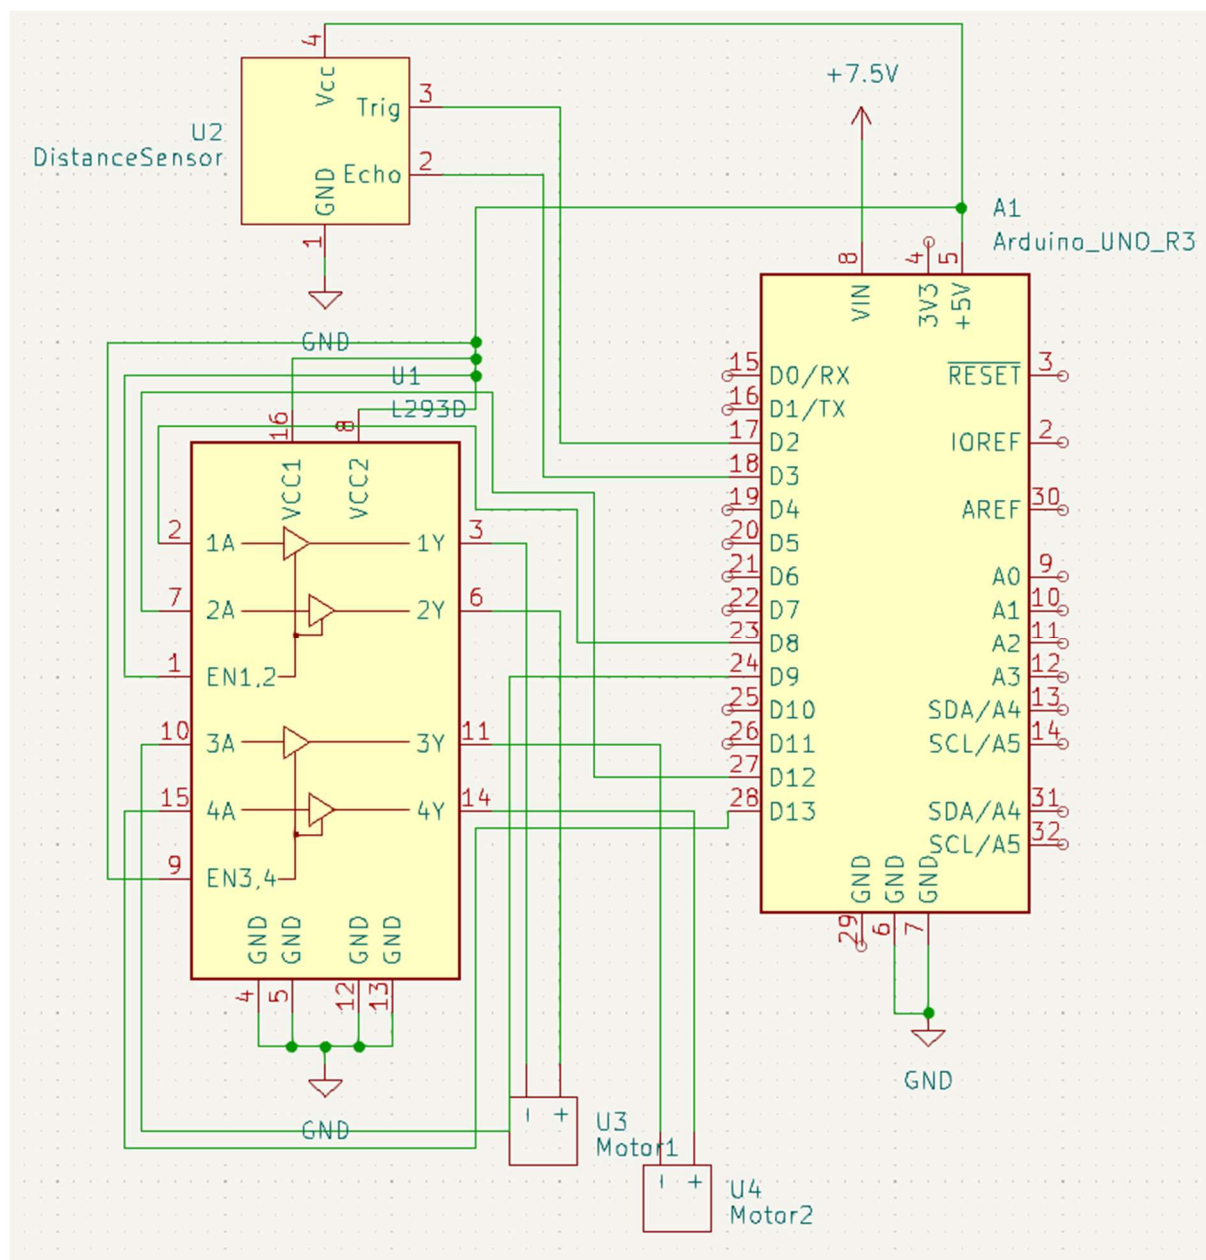 4
Vcc
Trig
3
U2
DistanceSensor
Echo
2
GND
1
GND
+7.5V
A1
Arduino_UNO_R3
8
4
5
VIN
3V3
+5V
15
D0/RX
RESET
3
16
D1/TX
17
D2
IOREF
2
18
D3
19
D4
AREF
30
20
D5
21
D6
A0
9
22
D7
A1
10
23
D8
A2
11
24
D9
A3
12
25
D10
SDA/A4
13
26
D11
SCL/A5
14
27
D12
28
D13
SDA/A4
31
SCL/A5
32
GND
GND
GND
29
6
7
GND
U1
L293D
16
8
VCC1
VCC2
2
1A
1Y
3
7
2A
2Y
6
1
EN1,2
10
3A
3Y
11
15
4A
4Y
14
9
EN3,4
GND
GND
GND
GND
4
5
12
13
GND
- +
U3
Motor1
- +
U4
Motor2